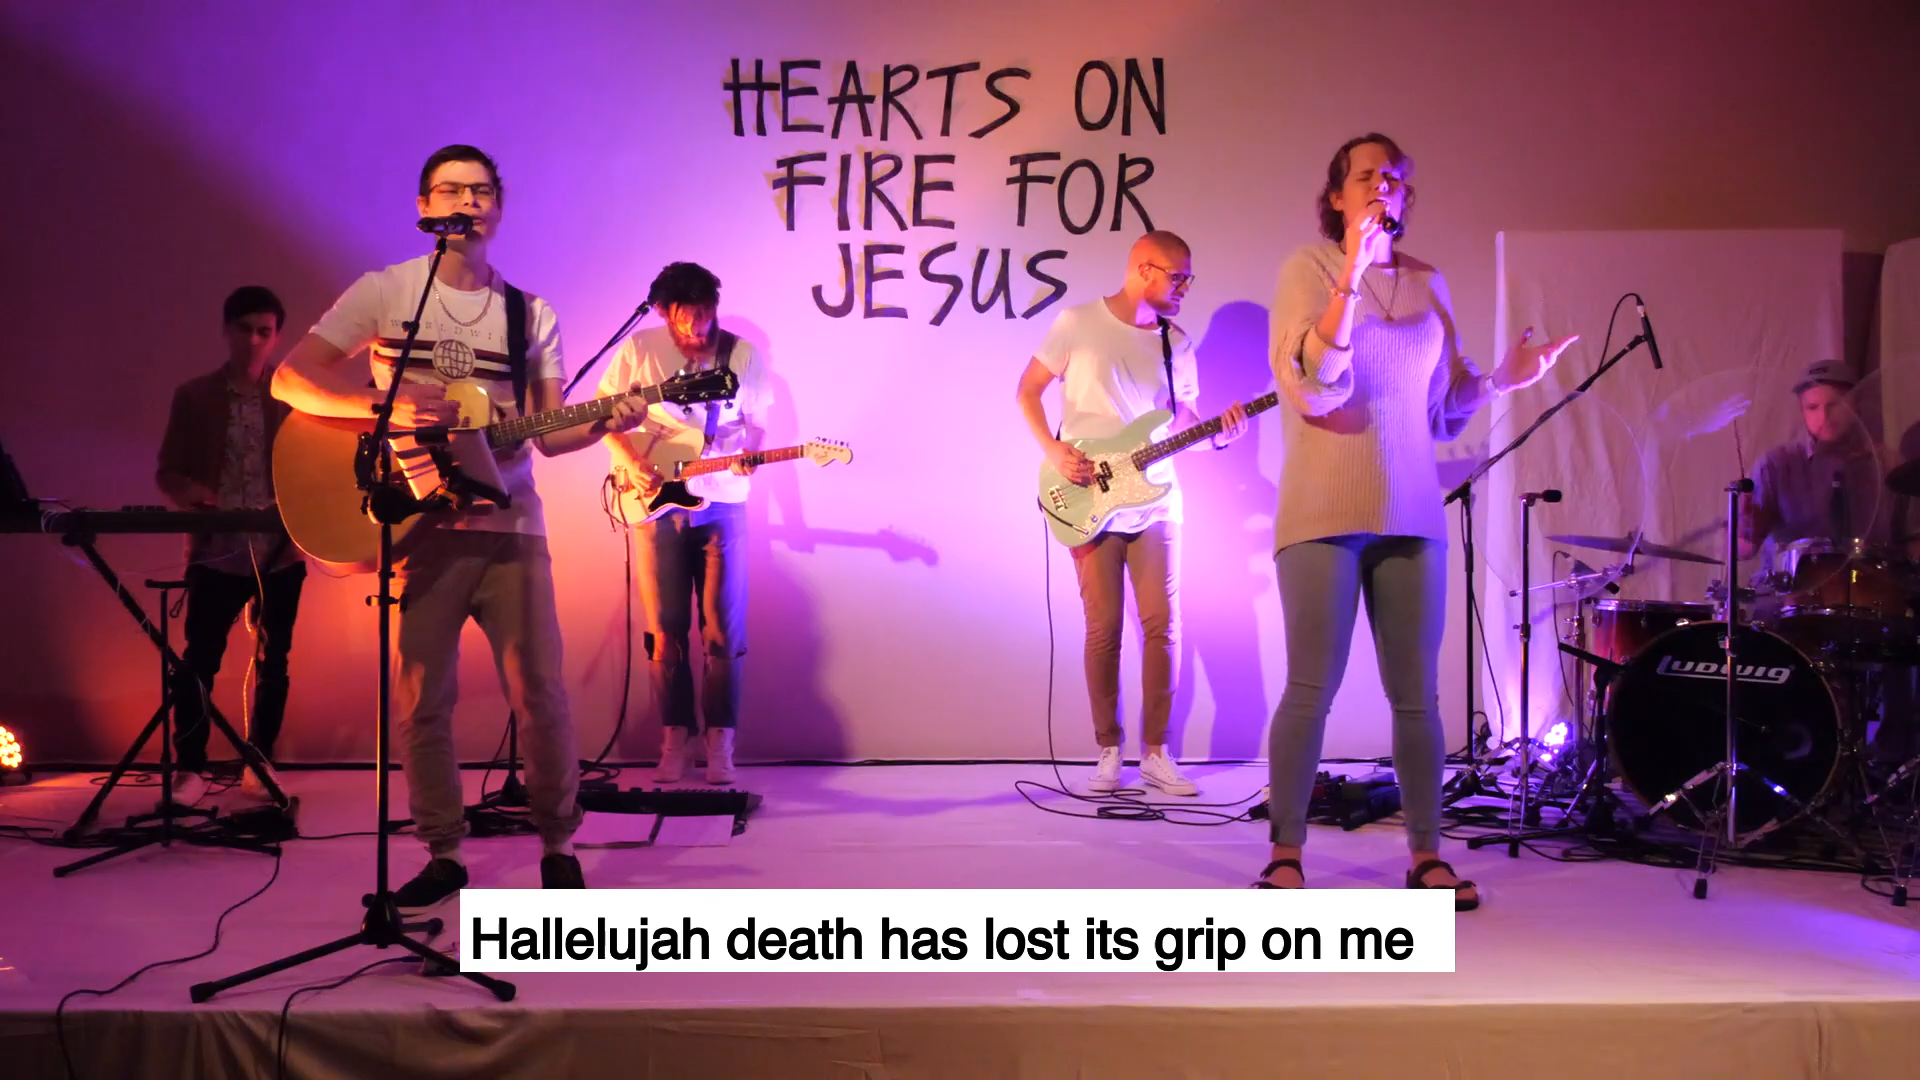 HEARTS ON
FIRE FOR
JESUS
LUDWIG
Hallelujah death has lost its grip on me